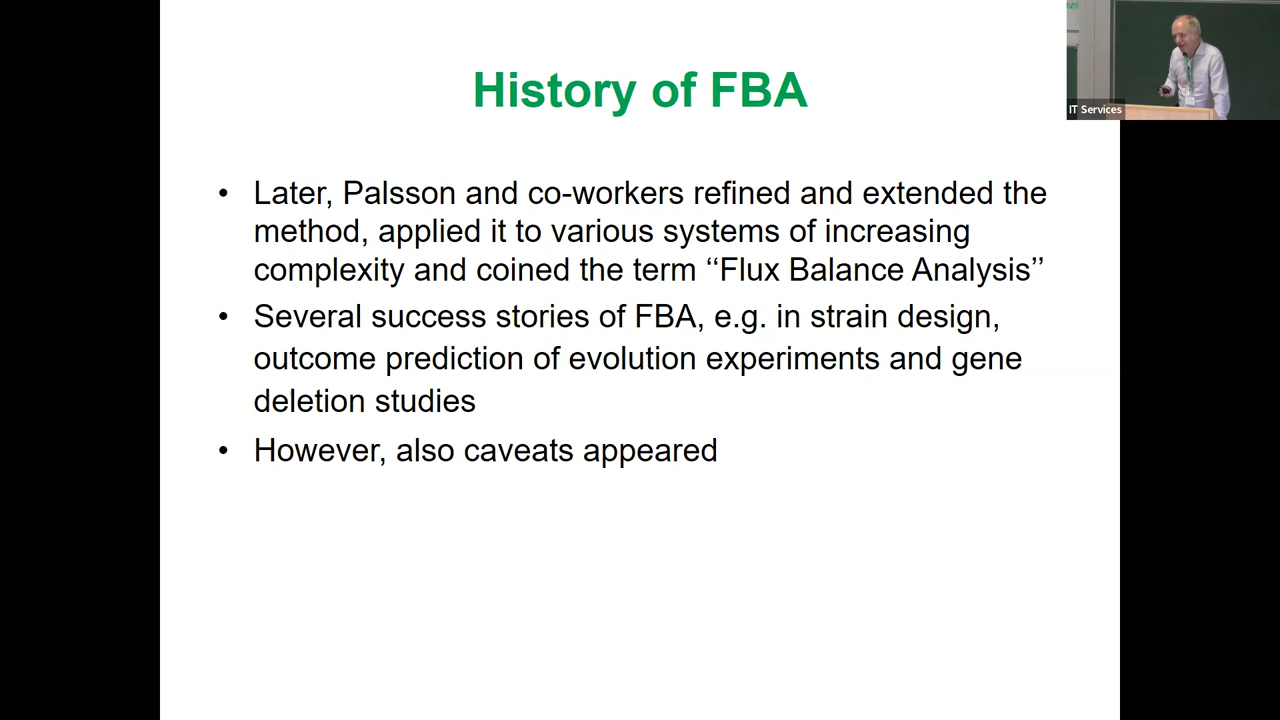 History of FBA
• Later, Palsson and co-workers refined and extended the
method, applied it to various systems of increasing
complexity and coined the term ‘‘Flux Balance Analysis’’
• Several success stories of FBA, e.g. in strain design,
outcome prediction of evolution experiments and gene
deletion studies
• However, also caveats appeared
IT Services